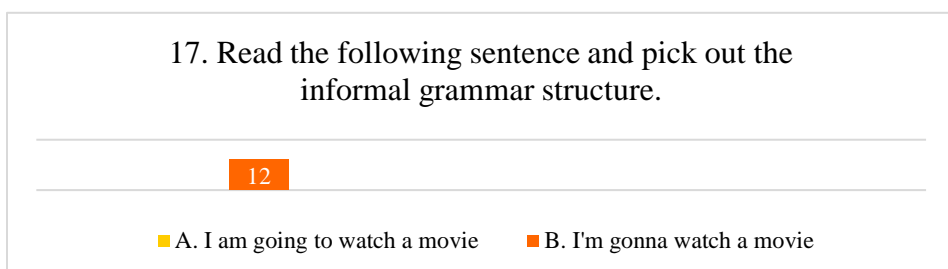 17. Read the following sentence and pick out the
informal grammar structure.
12
A. I am going to watch a movie B. I'm gonna watch a movie